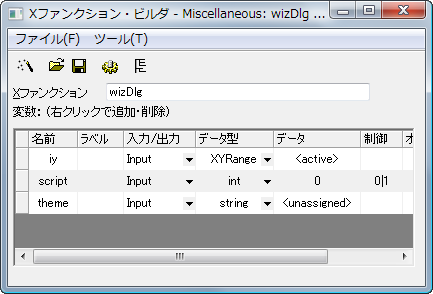 Xファンクション・ビルダ - Miscellaneous: wizDlg ...
ファイル(F) ツール(T)
Xファンクション wizDlg
変数: (右クリックで追加・削除)
名前 ラベル 入力/出力 データ型 データ 制御 オ
iy Input XYRange <active>
script Input int 0 0|1
theme Input string <unassigned>